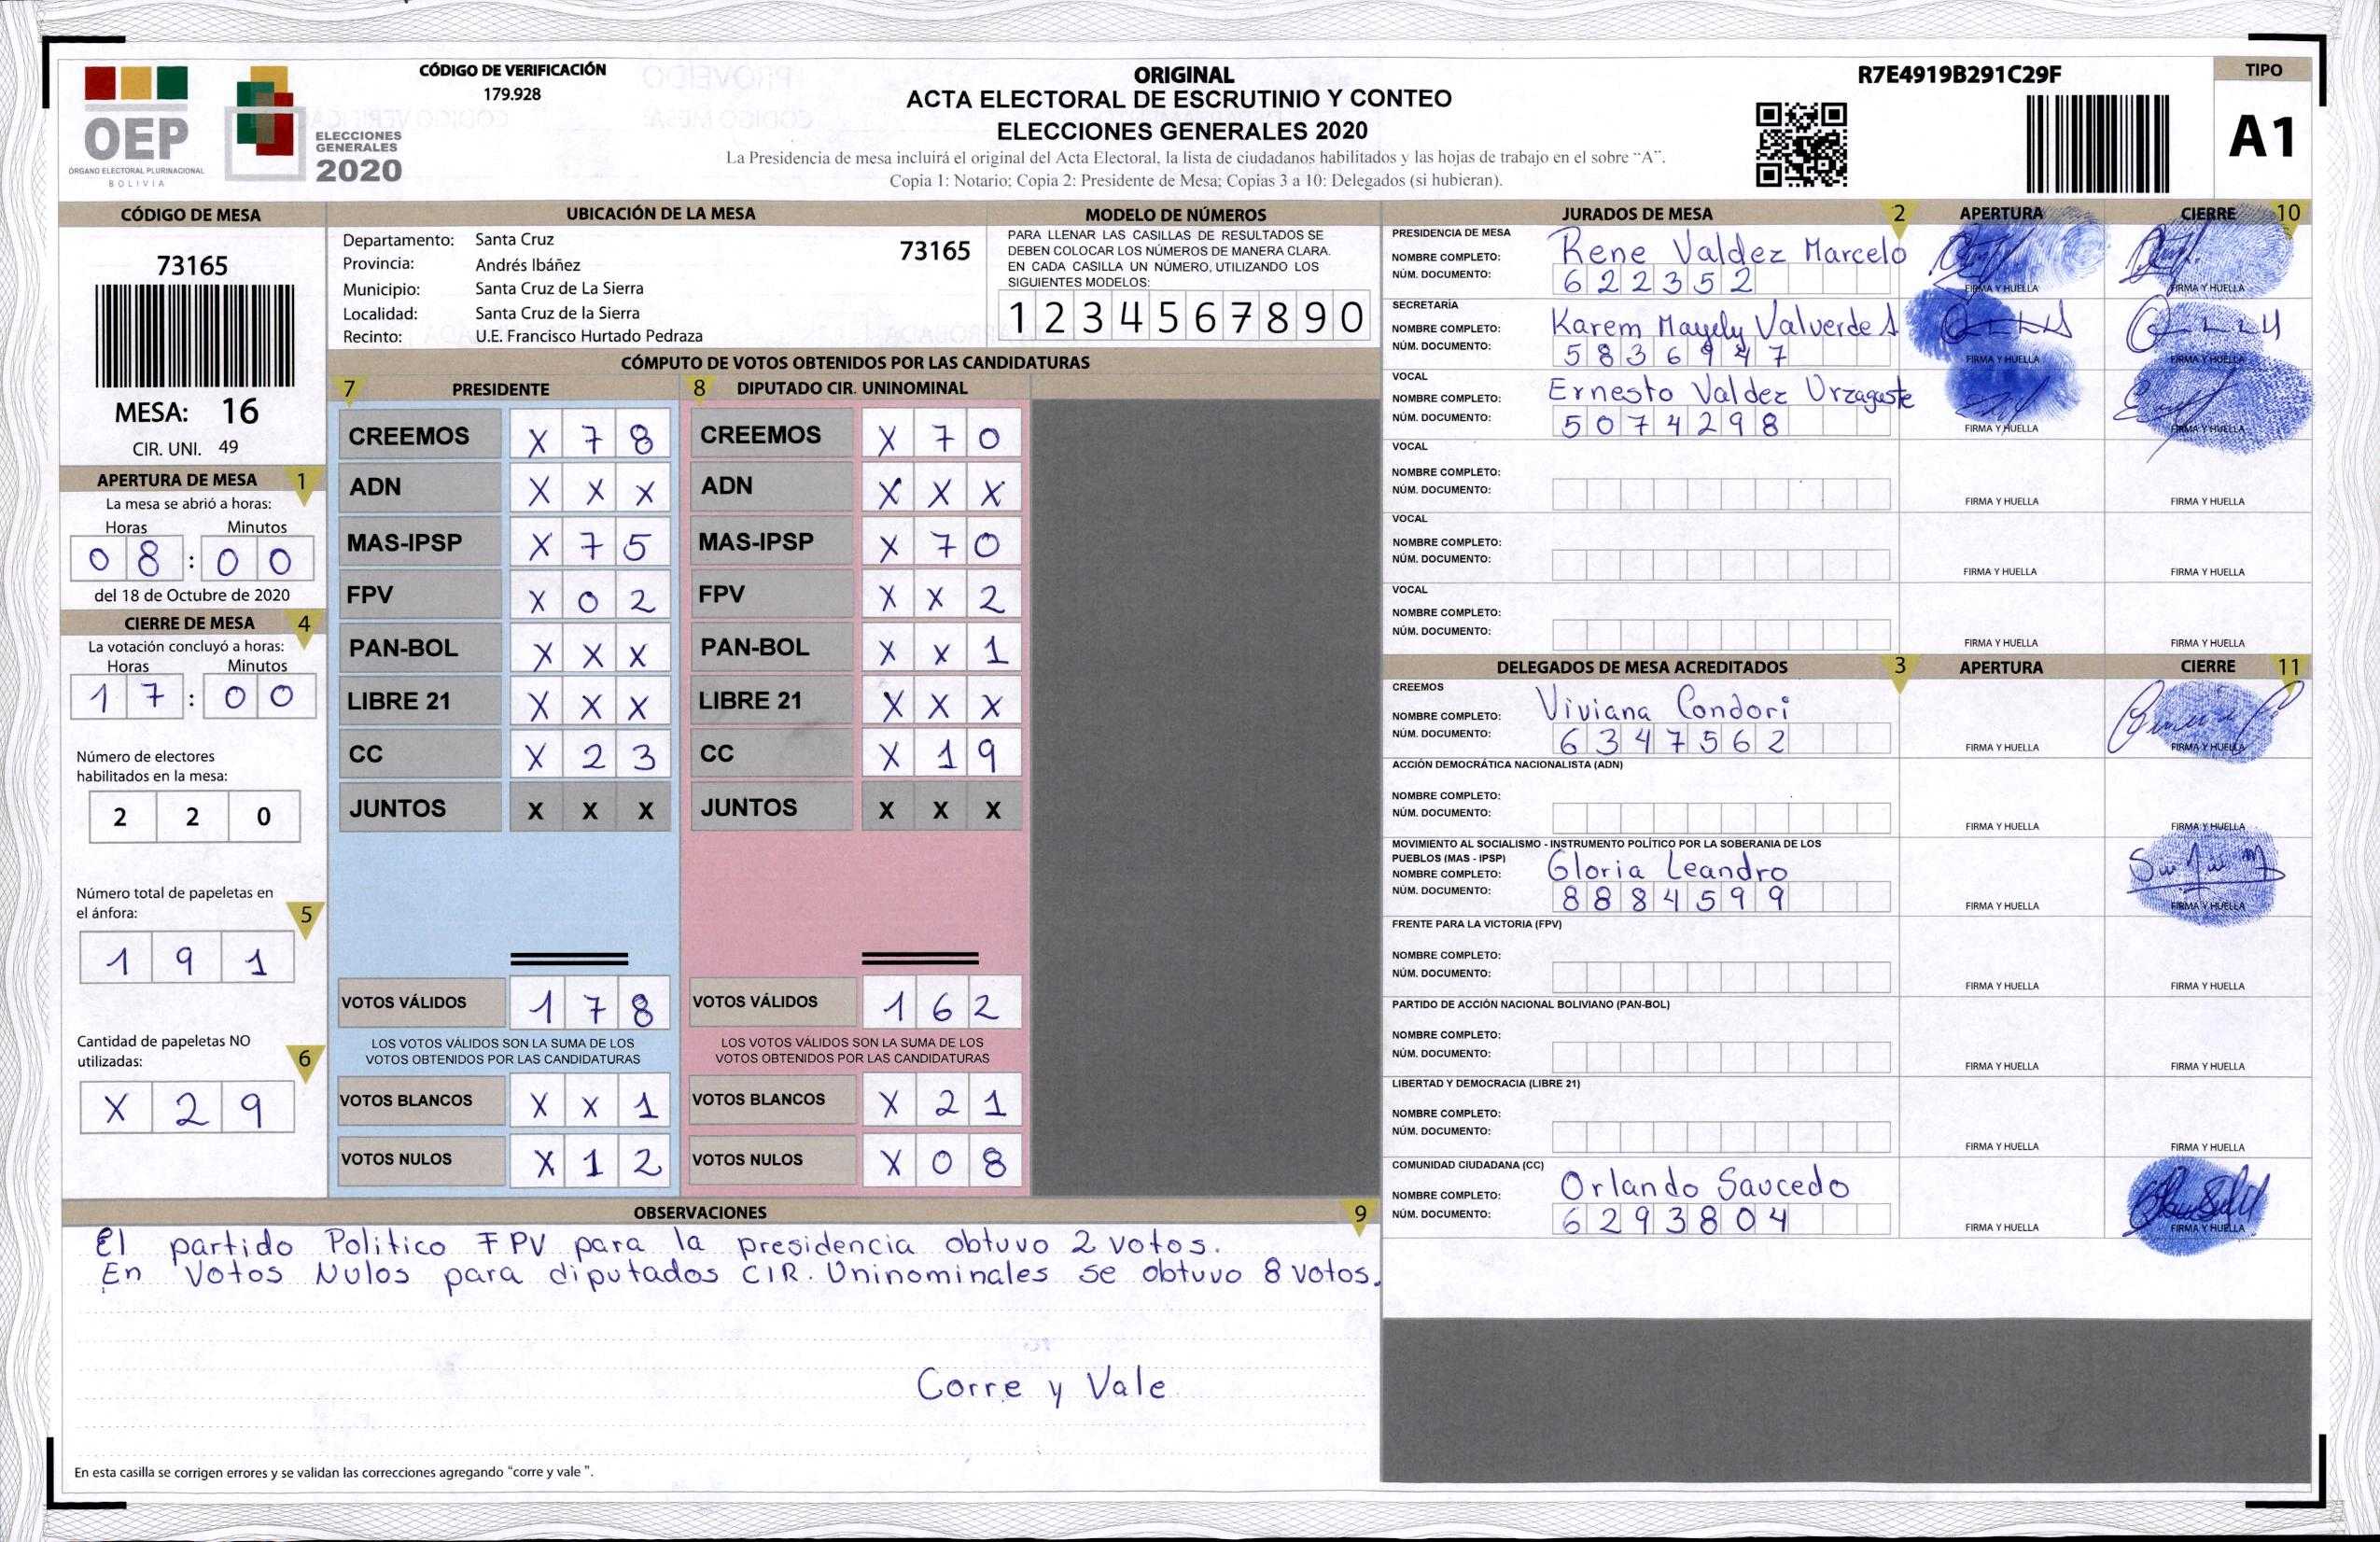 OEP
ÓRGANO ELECTORAL PLURINACIONAL
BOLIVIA
ELECCIONES
GENERALES
2020
CÓDIGO DE VERIFICACIÓN
179.928
ORIGINAL
ACTA ELECTORAL DE ESCRUTINIO Y CONTEO
ELECCIONES GENERALES 2020
La Presidencia de mesa incluirá el original del Acta Electoral, la lista de ciudadanos habilitados y las hojas de trabajo en el sobre "A".
Copia 1: Notario; Copia 2: Presidente de Mesa; Copias 3 a 10: Delegados (si hubieran).
R7E4919B291C29F
TIPO
A1
CÓDIGO DE MESA
73165
MESA: 16
CIR. UNI. 49
APERTURA DE MESA 1
La mesa se abrió a horas:
Horas Minutos
0 8 : 0 0
del 18 de Octubre de 2020
CIERRE DE MESA 4
La votación concluyó a horas:
Horas Minutos
1 7 : 0 0
Número de electores
habilitados en la mesa:
2 2 0
Número total de papeletas en
el ánfora: 5
1 9 1
Cantidad de papeletas NO
utilizadas: 6
X 2 9
UBICACIÓN DE LA MESA
Departamento: Santa Cruz 73165
Provincia: Andrés Ibáñez
Municipio: Santa Cruz de La Sierra
Localidad: Santa Cruz de la Sierra
Recinto: U.E. Francisco Hurtado Pedraza
MODELO DE NÚMEROS
PARA LLENAR LAS CASILLAS DE RESULTADOS SE
DEBEN COLOCAR LOS NÚMEROS DE MANERA CLARA.
EN CADA CASILLA UN NÚMERO, UTILIZANDO LOS
SIGUIENTES MODELOS:
1 2 3 4 5 6 7 8 9 0
CÓMPUTO DE VOTOS OBTENIDOS POR LAS CANDIDATURAS
7 PRESIDENTE
CREEMOS X 7 8
ADN X X X
MAS-IPSP X 7 5
FPV X 0 2
PAN-BOL X X X
LIBRE 21 X X X
CC X 2 3
JUNTOS X X X
VOTOS VÁLIDOS 1 7 8
LOS VOTOS VÁLIDOS SON LA SUMA DE LOS
VOTOS OBTENIDOS POR LAS CANDIDATURAS
VOTOS BLANCOS X X 1
VOTOS NULOS X 1 2
8 DIPUTADO CIR. UNINOMINAL
CREEMOS X 7 0
ADN X X X
MAS-IPSP X 7 0
FPV X X 2
PAN-BOL X X 1
LIBRE 21 X X X
CC X 1 9
JUNTOS X X X
VOTOS VÁLIDOS 1 6 2
LOS VOTOS VÁLIDOS SON LA SUMA DE LOS
VOTOS OBTENIDOS POR LAS CANDIDATURAS
VOTOS BLANCOS X 2 1
VOTOS NULOS X 0 8
OBSERVACIONES 9
El partido Politico FPV para la presidencia obtuvo 2 votos.
En Votos Nulos para diputados CIR. Uninominales se obtuvo 8 votos.
Corre y Vale
En esta casilla se corrigen errores y se validan las correcciones agregando "corre y vale ".
JURADOS DE MESA 2 APERTURA CIERRE 10
PRESIDENCIA DE MESA
NOMBRE COMPLETO: Rene Valdez Marcelo
NÚM. DOCUMENTO: 6 2 2 3 5 2
FIRMA Y HUELLA FIRMA Y HUELLA
SECRETARÍA
NOMBRE COMPLETO: Karem Mayely Valverde A
NÚM. DOCUMENTO: 5 8 3 6 9 4 7
FIRMA Y HUELLA FIRMA Y HUELLA
VOCAL
NOMBRE COMPLETO: Ernesto Valdez Urzagaste
NÚM. DOCUMENTO: 5 0 7 4 2 9 8
FIRMA Y HUELLA FIRMA Y HUELLA
VOCAL
NOMBRE COMPLETO:
NÚM. DOCUMENTO:
FIRMA Y HUELLA FIRMA Y HUELLA
VOCAL
NOMBRE COMPLETO:
NÚM. DOCUMENTO:
FIRMA Y HUELLA FIRMA Y HUELLA
VOCAL
NOMBRE COMPLETO:
NÚM. DOCUMENTO:
FIRMA Y HUELLA FIRMA Y HUELLA
DELEGADOS DE MESA ACREDITADOS 3 APERTURA CIERRE 11
CREEMOS
NOMBRE COMPLETO: Viviana Condori
NÚM. DOCUMENTO: 6 3 4 7 5 6 2
FIRMA Y HUELLA FIRMA Y HUELLA
ACCIÓN DEMOCRÁTICA NACIONALISTA (ADN)
NOMBRE COMPLETO:
NÚM. DOCUMENTO:
FIRMA Y HUELLA FIRMA Y HUELLA
MOVIMIENTO AL SOCIALISMO - INSTRUMENTO POLÍTICO POR LA SOBERANIA DE LOS
PUEBLOS (MAS - IPSP)
NOMBRE COMPLETO: Gloria Leandro
NÚM. DOCUMENTO: 8 8 8 4 5 9 9
FIRMA Y HUELLA FIRMA Y HUELLA
FRENTE PARA LA VICTORIA (FPV)
NOMBRE COMPLETO:
NÚM. DOCUMENTO:
FIRMA Y HUELLA FIRMA Y HUELLA
PARTIDO DE ACCIÓN NACIONAL BOLIVIANO (PAN-BOL)
NOMBRE COMPLETO:
NÚM. DOCUMENTO:
FIRMA Y HUELLA FIRMA Y HUELLA
LIBERTAD Y DEMOCRACIA (LIBRE 21)
NOMBRE COMPLETO:
NÚM. DOCUMENTO:
FIRMA Y HUELLA FIRMA Y HUELLA
COMUNIDAD CIUDADANA (CC)
NOMBRE COMPLETO: Orlando Saucedo
NÚM. DOCUMENTO: 6 2 9 3 8 0 4
FIRMA Y HUELLA FIRMA Y HUELLA